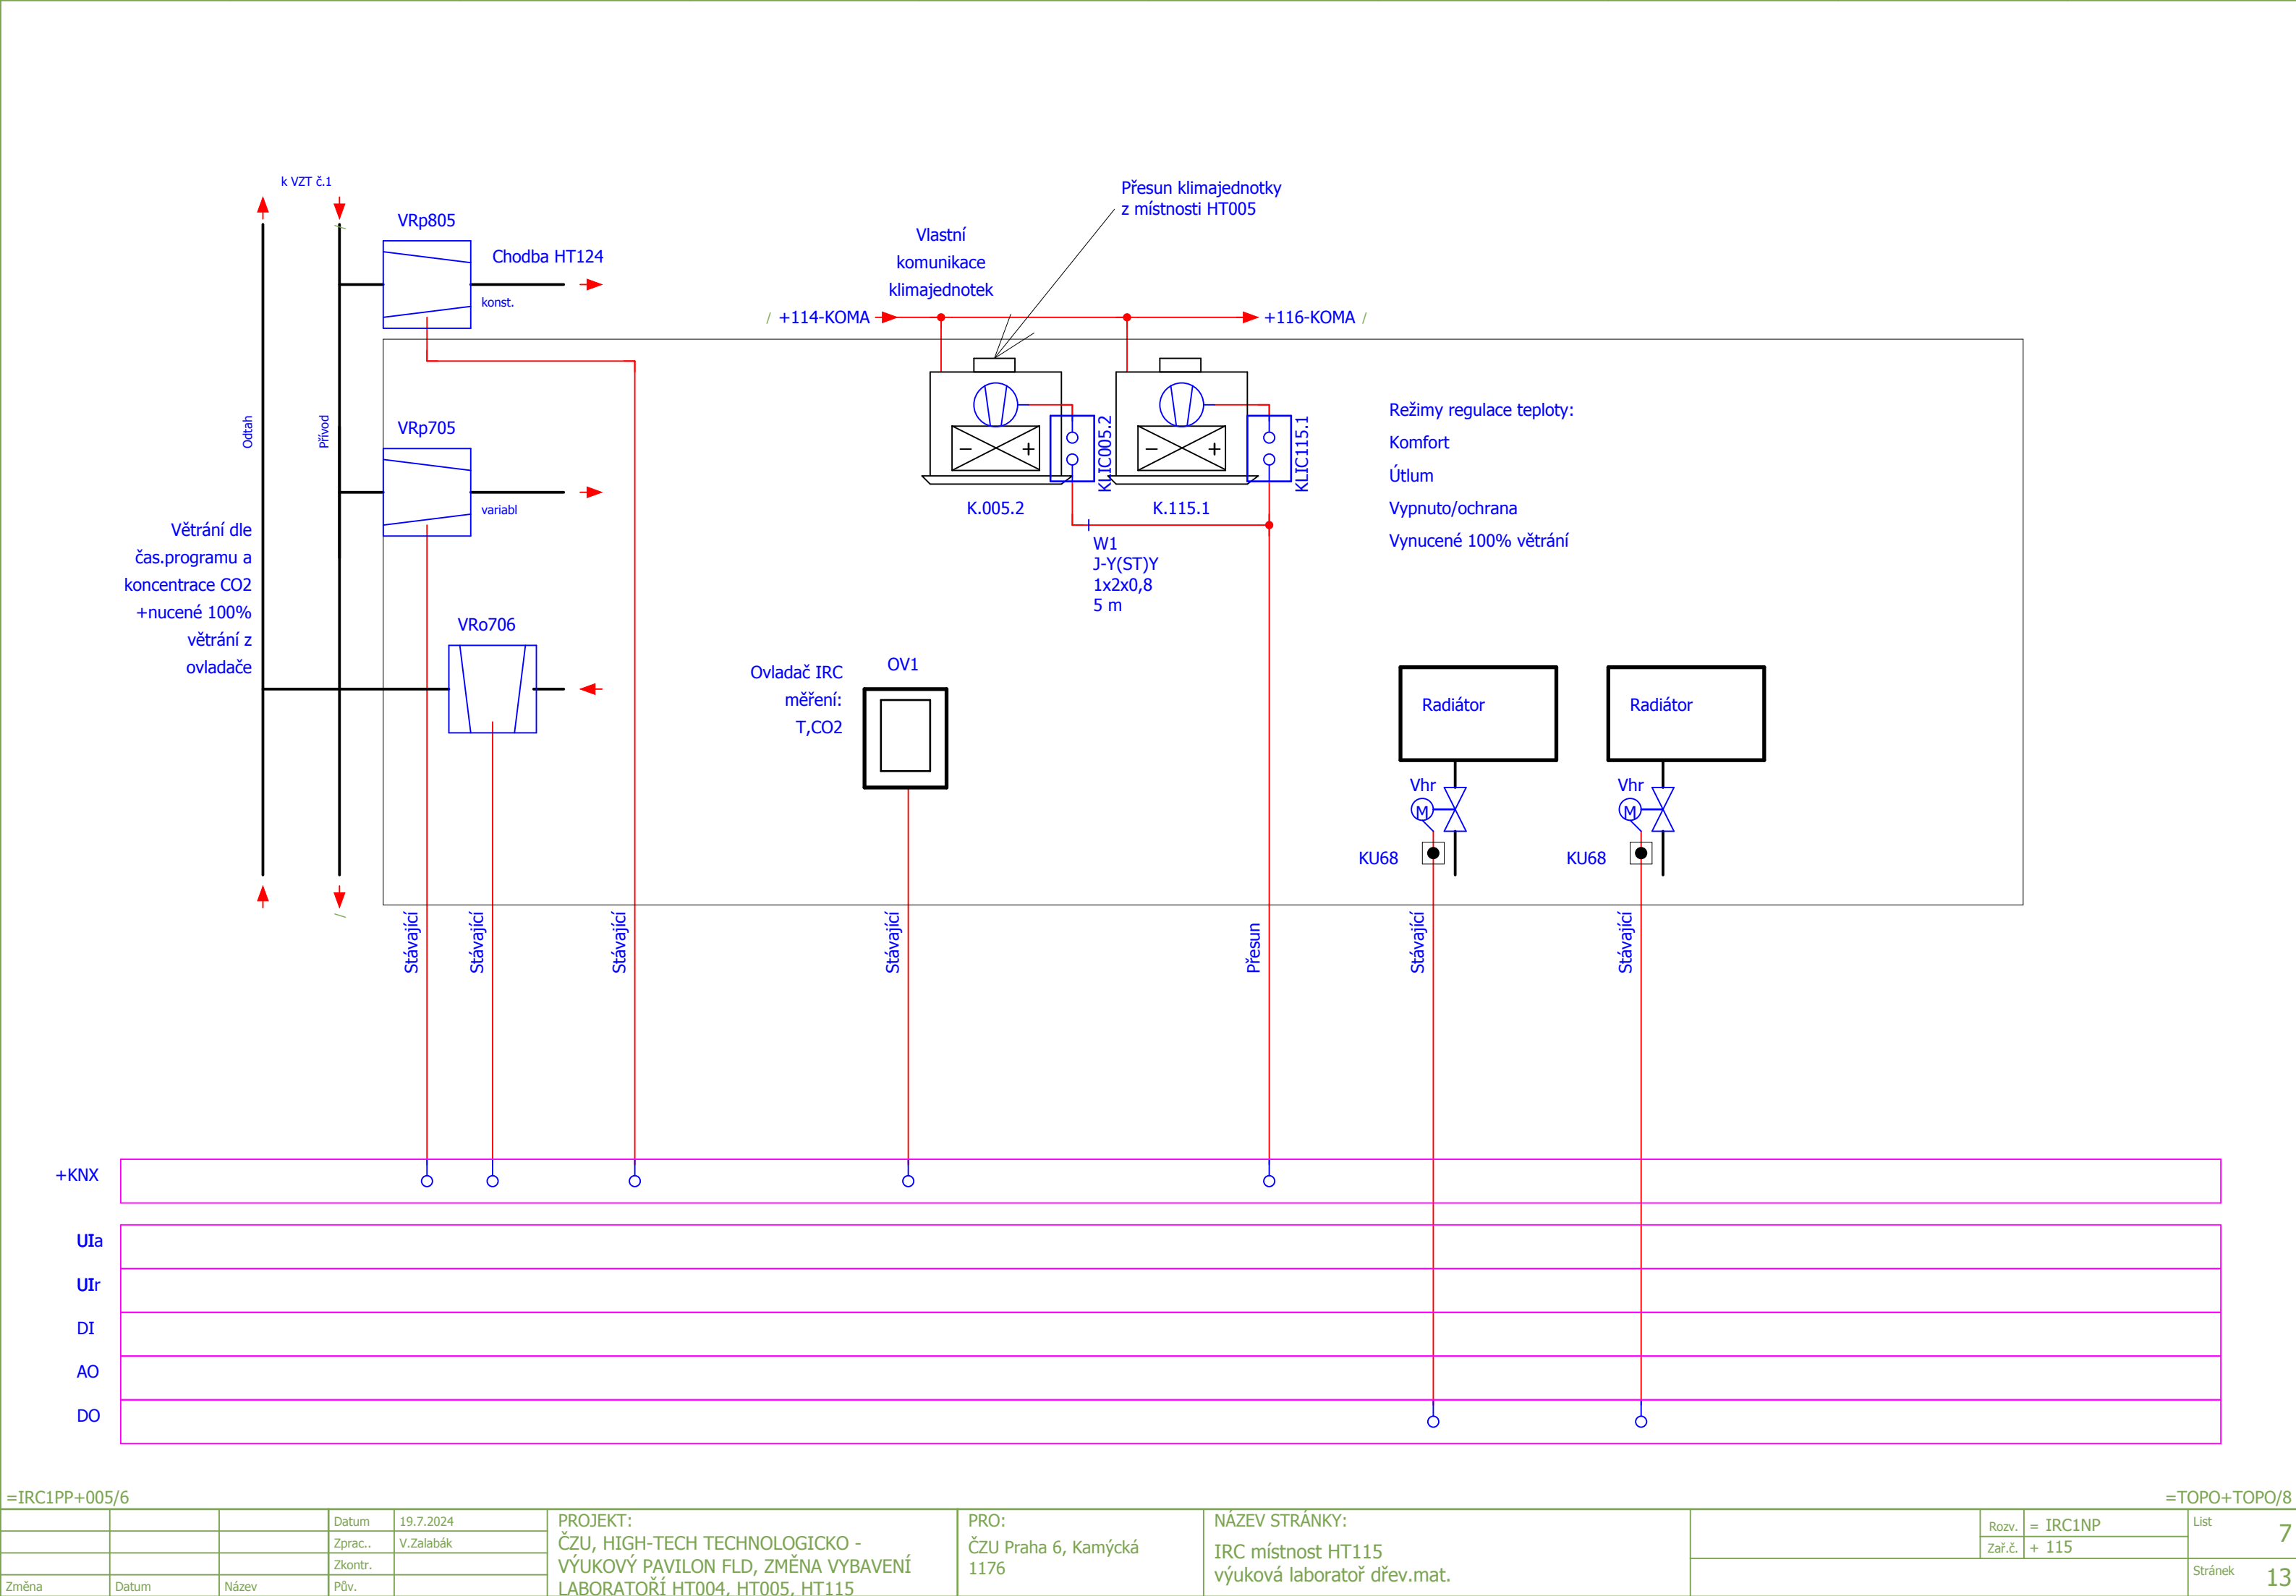 k VZT č.1
VRp805
Chodba HT124
konst.
Přesun klimajednotky
z místnosti HT005
Vlastní
komunikace
klimajednotek
/ +114-KOMA
+116-KOMA /
Odtah
Přívod
VRp705
variabl
Větrání dle
čas.programu a
koncentrace CO2
+nucené 100%
větrání z
ovladače
VRo706
KLIC005.2
KLIC115.1
K.005.2
K.115.1
W1
J-Y(ST)Y
1x2x0,8
5 m
Režimy regulace teploty:
Komfort
Útlum
Vypnuto/ochrana
Vynucené 100% větrání
Ovladač IRC
měření:
T,CO2
OV1
Radiátor
Radiátor
Vhr
M
Vhr
M
KU68
KU68
Stávající
Stávající
Stávající
Stávající
Přesun
Stávající
Stávající
+KNX
UIa
UIr
DI
AO
DO
=IRC1PP+005/6
=TOPO+TOPO/8
Změna
Datum
Název
Datum 19.7.2024
Zprac.. V.Zalabák
Zkontr.
Pův.
PROJEKT:
ČZU, HIGH-TECH TECHNOLOGICKO -
VÝUKOVÝ PAVILON FLD, ZMĚNA VYBAVENÍ
LABORATOŘÍ HT004, HT005, HT115
PRO:
ČZU Praha 6, Kamýcká
1176
NÁZEV STRÁNKY:
IRC místnost HT115
výuková laboratoř dřev.mat.
Rozv. = IRC1NP
Zař.č. + 115
List 7
Stránek 13